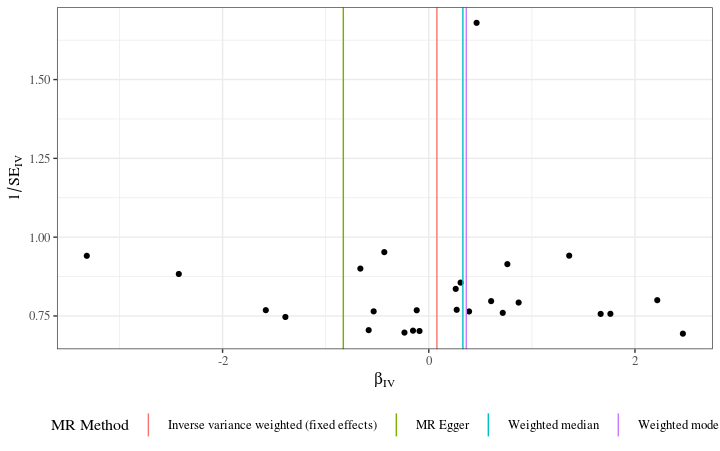 1.50
1.25
1.00
0.75
1/SE_IV
-2
0
2
β_IV
MR Method
Inverse variance weighted (fixed effects)
MR Egger
Weighted median
Weighted mode